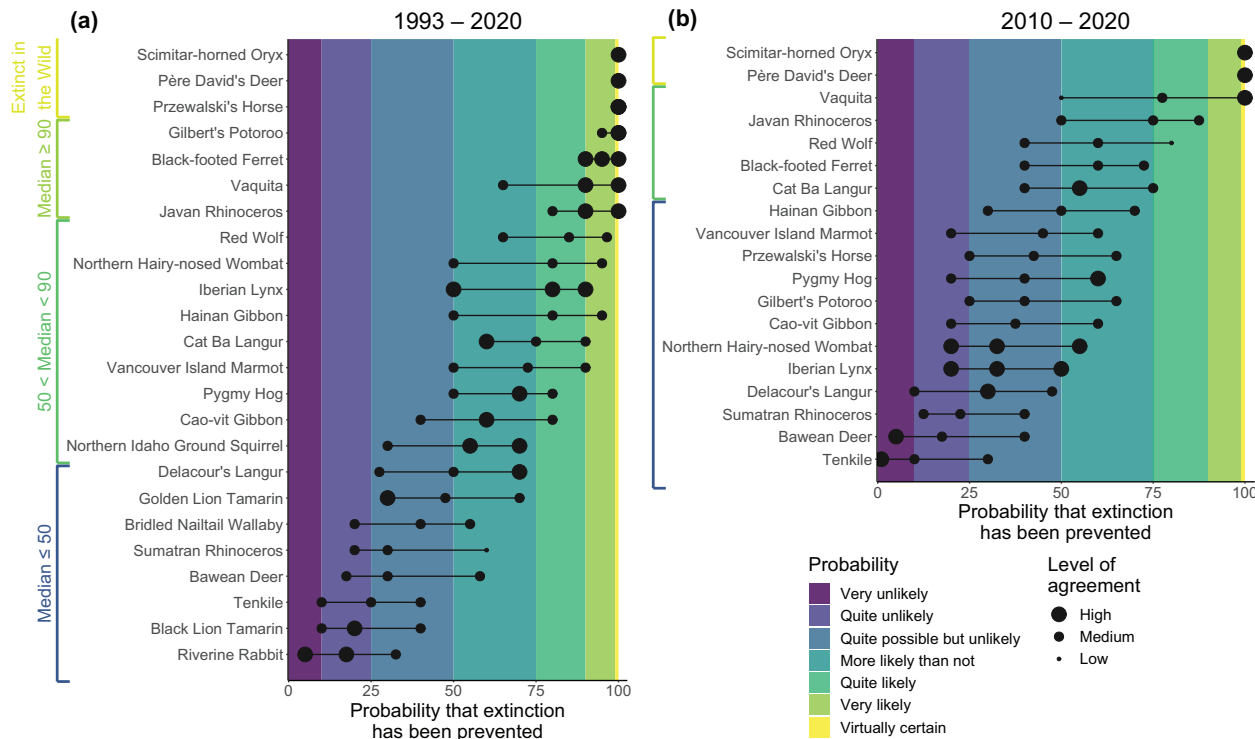 (a)
1993 – 2020
Extinct in
the Wild
Median ≥ 90
50 < Median < 90
Median ≤ 50
Scimitar-horned Oryx
Père David's Deer
Przewalski's Horse
Gilbert's Potoroo
Black-footed Ferret
Vaquita
Javan Rhinoceros
Red Wolf
Northern Hairy-nosed Wombat
Iberian Lynx
Hainan Gibbon
Cat Ba Langur
Vancouver Island Marmot
Pygmy Hog
Cao-vit Gibbon
Northern Idaho Ground Squirrel
Delacour's Langur
Golden Lion Tamarin
Bridled Nailtail Wallaby
Sumatran Rhinoceros
Bawean Deer
Tenkile
Black Lion Tamarin
Riverine Rabbit
0 25 50 75 100
Probability that extinction
has been prevented
(b)
2010 – 2020
Scimitar-horned Oryx
Père David's Deer
Vaquita
Javan Rhinoceros
Red Wolf
Black-footed Ferret
Cat Ba Langur
Hainan Gibbon
Vancouver Island Marmot
Przewalski's Horse
Pygmy Hog
Gilbert's Potoroo
Cao-vit Gibbon
Northern Hairy-nosed Wombat
Iberian Lynx
Delacour's Langur
Sumatran Rhinoceros
Bawean Deer
Tenkile
0 25 50 75 100
Probability that extinction
has been prevented
Probability
Very unlikely
Quite unlikely
Quite possible but unlikely
More likely than not
Quite likely
Very likely
Virtually certain
Level of
agreement
High
Medium
Low